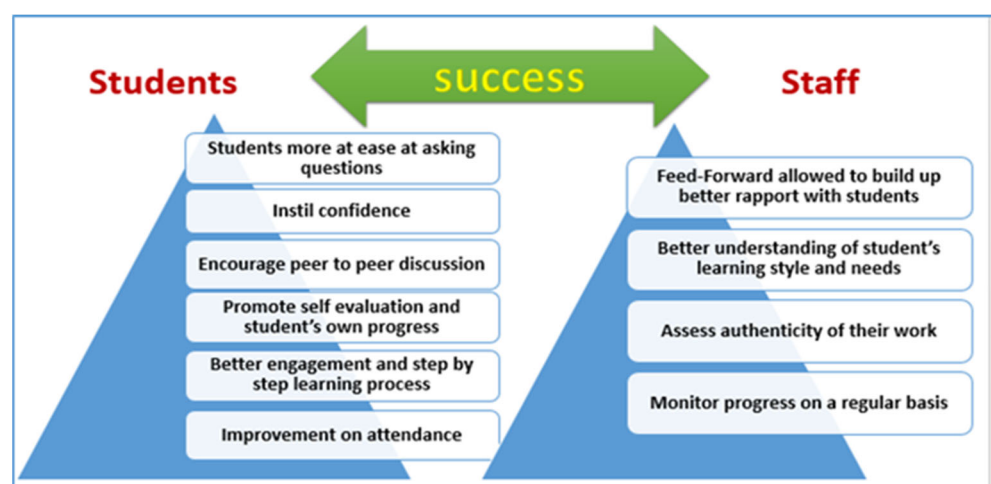 success
Students
Staff
Students more at ease at asking
questions
Instil confidence
Encourage peer to peer discussion
Promote self evaluation and
student’s own progress
Better engagement and step by
step learning process
Improvement on attendance
Feed-Forward allowed to build up
better rapport with students
Better understanding of student’s
learning style and needs
Assess authenticity of their work
Monitor progress on a regular basis